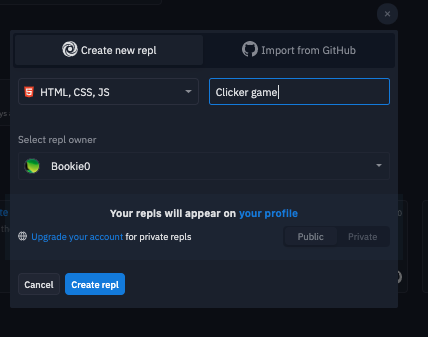 Create new repl
Import from GitHub
HTML, CSS, JS
Clicker game
Select repl owner
Bookie0
Your repls will appear on your profile
Upgrade your account for private repls
Public
Private
Cancel
Create repl